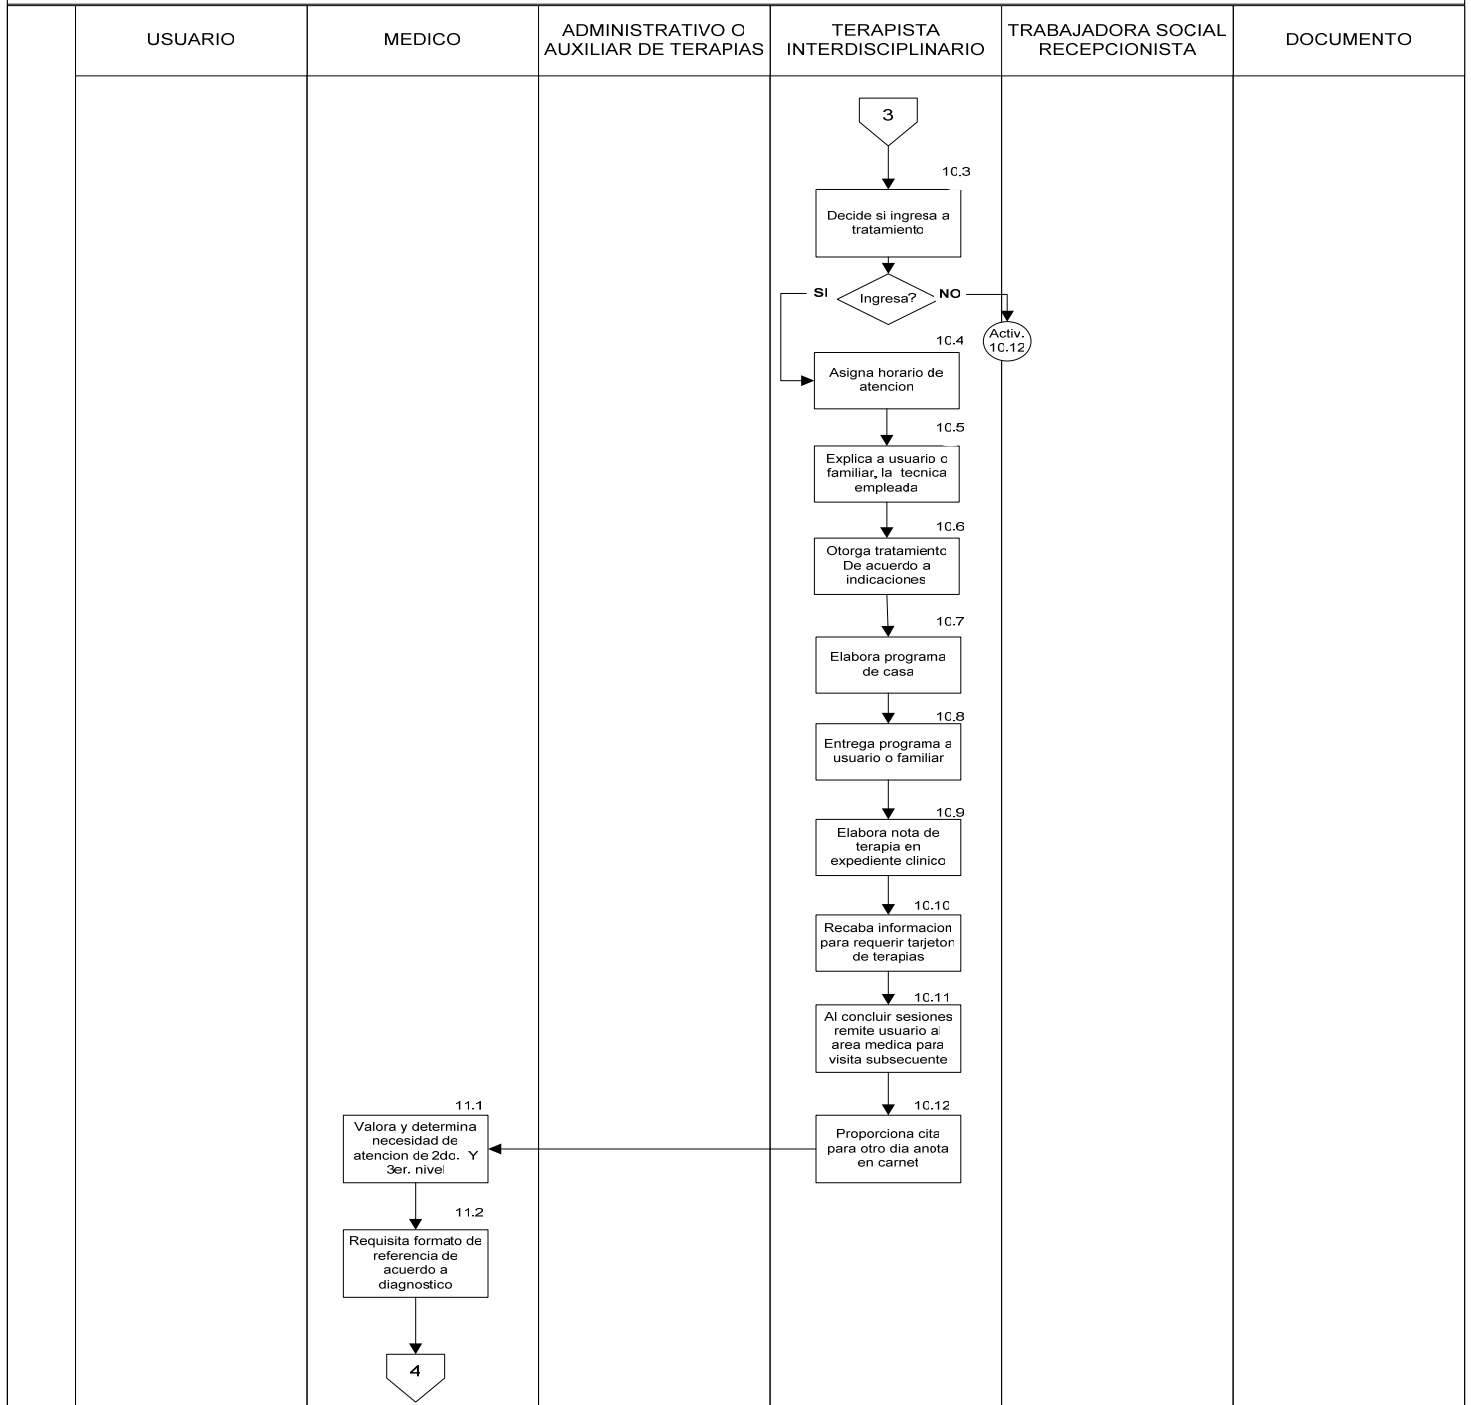 USUARIO
MEDICO
ADMINISTRATIVO O
AUXILIAR DE TERAPIAS
TERAPISTA
INTERDISCIPLINARIO
TRABAJADORA SOCIAL
RECEPCIONISTA
DOCUMENTO
3
10.3
Decide si ingresa a
tratamiento
SI
Ingresa?
NO
Activ.
10.12
10.4
Asigna horario de
atencion
10.5
Explica a usuario o
familiar, la tecnica
empleada
10.6
Otorga tratamiento
De acuerdo a
indicaciones
10.7
Elabora programa
de casa
10.8
Entrega programa a
usuario o familiar
10.9
Elabora nota de
terapia en
expediente clinico
10.10
Recaba informacion
para requerir tarjeton
de terapias
10.11
Al concluir sesiones
remite usuario al
area medica para
visita subsecuente
10.12
Proporciona cita
para otro dia anota
en carnet
11.1
Valora y determina
necesidad de
atencion de 2do. Y
3er. nivel
11.2
Requisita formato de
referencia de
acuerdo a
diagnostico
4